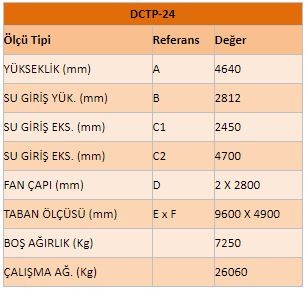 DCTP-24
Ölçü Tipi Referans Değer
YÜKSEKLİK (mm) A 4640
SU GİRİŞ YÜK. (mm) B 2812
SU GİRİŞ EKS. (mm) C1 2450
SU GİRİŞ EKS. (mm) C2 4700
FAN ÇAPI (mm) D 2 X 2800
TABAN ÖLÇÜSÜ (mm) E x F 9600 X 4900
BOŞ AĞIRLIK (Kg) 7250
ÇALIŞMA AĞ. (Kg) 26060